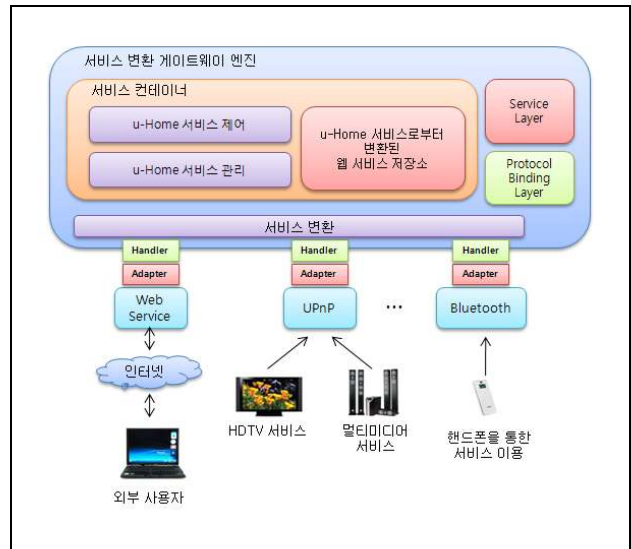 서비스 변환 게이트웨이 엔진
서비스 컨테이너
u-Home 서비스 제어
u-Home 서비스 관리
u-Home 서비스로부터
변환된
웹 서비스 저장소
Service
Layer
Protocol
Binding
Layer
서비스 변환
Handler
Handler
Handler
Adapter
Adapter
Adapter
Web
Service
UPnP
...
Bluetooth
인터넷
HDTV 서비스
멀티미디어
서비스
핸드폰을 통한
서비스 이용
외부 사용자